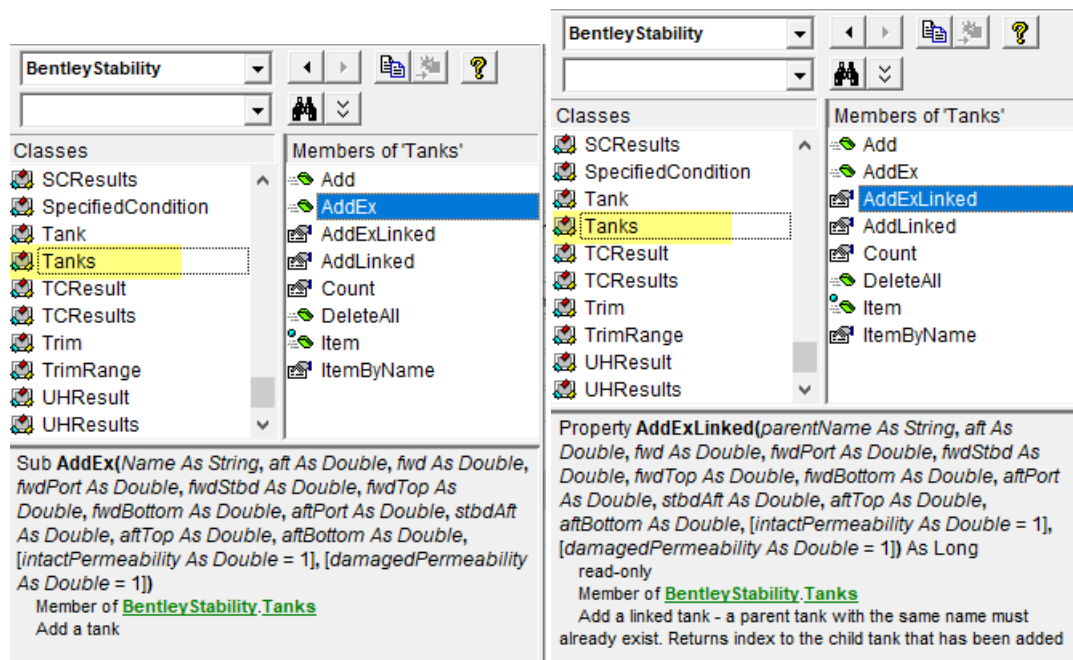 BentleyStability
Classes
Members of 'Tanks'
SCResults
SpecifiedCondition
Tank
Tanks
TCResult
TCResults
Trim
TrimRange
UHResult
UHResults
Add
AddEx
AddExLinked
AddLinked
Count
DeleteAll
Item
ItemByName
Sub AddEx(Name As String, aft As Double, fwd As Double,
fwdPort As Double, fwdStbd As Double, fwdTop As
Double, fwdBottom As Double, aftPort As Double, stbdAft
As Double, aftTop As Double, aftBottom As Double,
[intactPermeability As Double = 1], [damagedPermeability
As Double = 1])
Member of BentleyStability.Tanks
Add a tank
BentleyStability
Classes
Members of 'Tanks'
SCResults
SpecifiedCondition
Tank
Tanks
TCResult
TCResults
Trim
TrimRange
UHResult
UHResults
Add
AddEx
AddExLinked
AddLinked
Count
DeleteAll
Item
ItemByName
Property AddExLinked(parentName As String, aft As
Double, fwd As Double, fwdPort As Double, fwdStbd As
Double, fwdTop As Double, fwdBottom As Double, aftPort
As Double, stbdAft As Double, aftTop As Double,
aftBottom As Double, [intactPermeability As Double = 1],
[damagedPermeability As Double = 1]) As Long
read-only
Member of BentleyStability.Tanks
Add a linked tank - a parent tank with the same name must
already exist. Returns index to the child tank that has been added